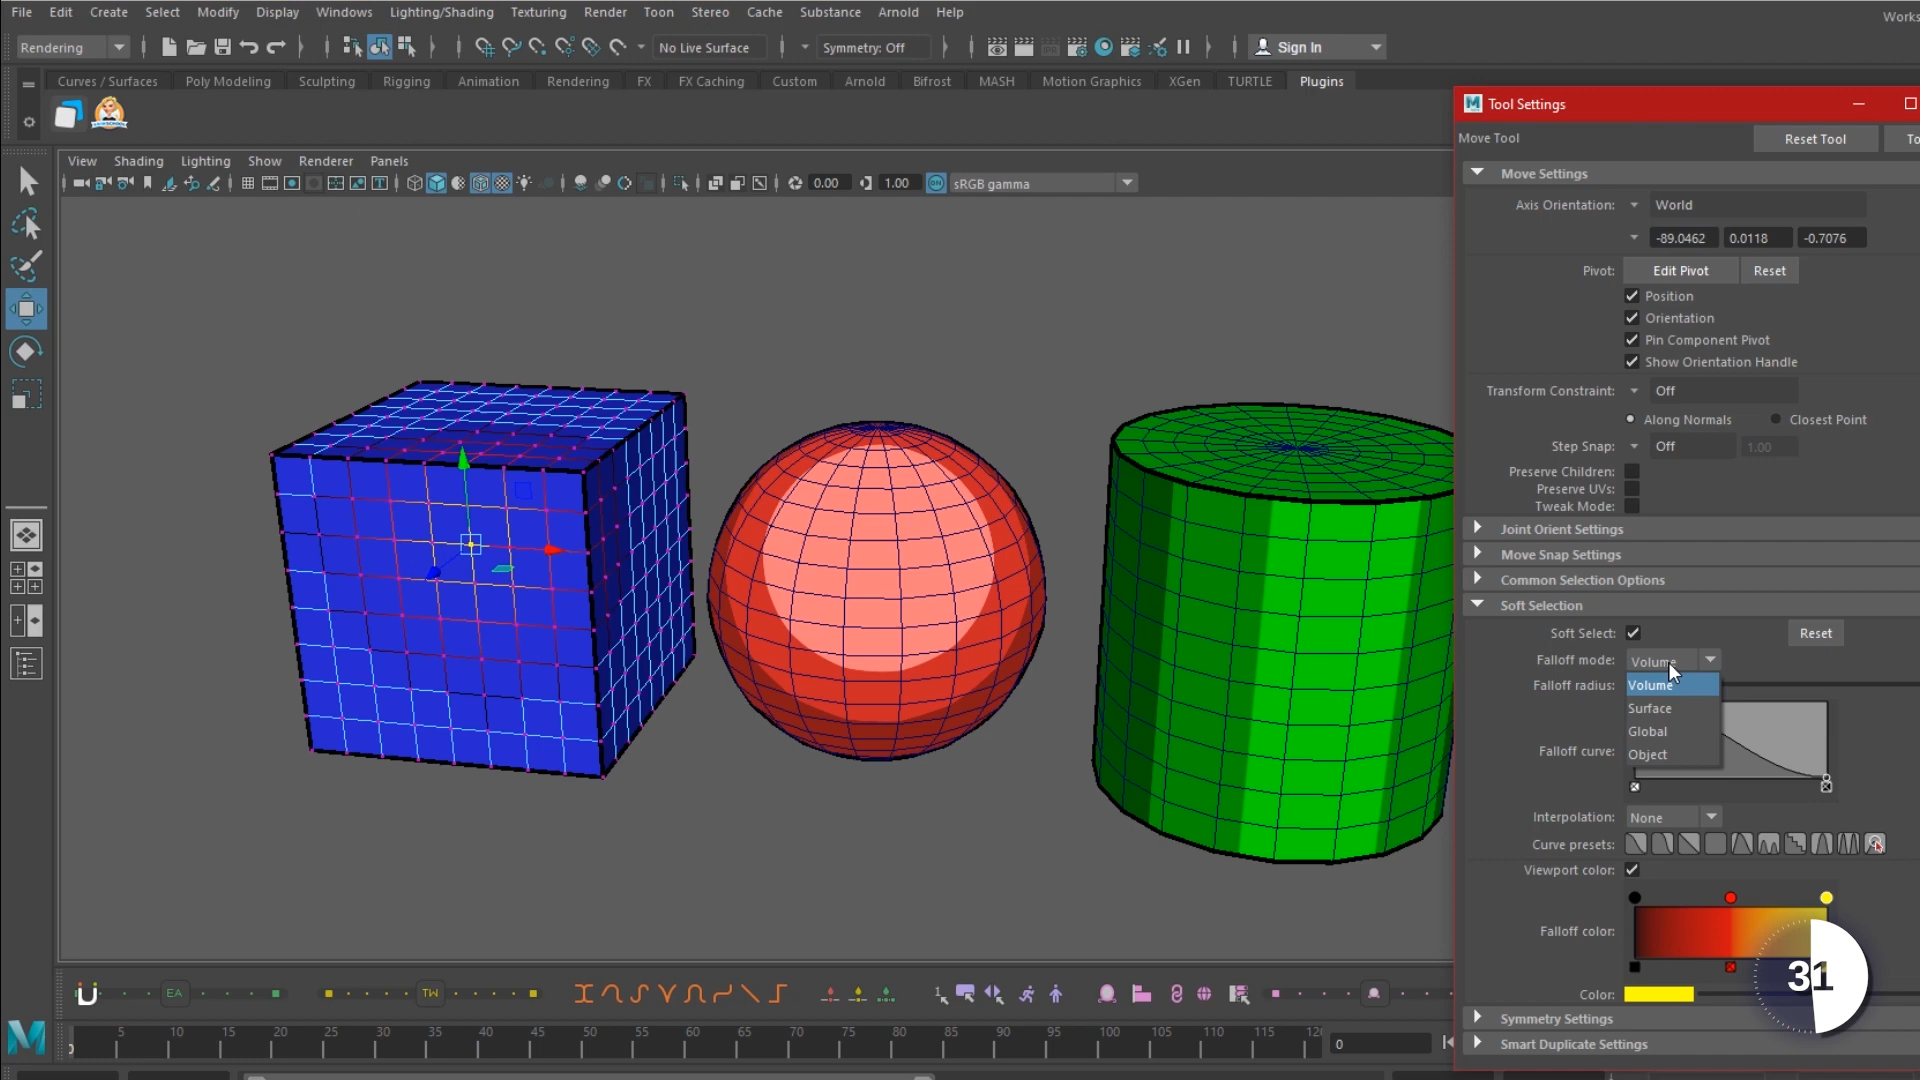 File Edit Create Select Modify Display Windows Lighting/Shading Texturing Render Toon Stereo Cache Substance Arnold Help Works
Rendering No Live Surface Symmetry: Off Sign In
Curves / Surfaces Poly Modeling Sculpting Rigging Animation Rendering FX FX Caching Custom Arnold Bifrost MASH Motion Graphics XGen TURTLE Plugins
View Shading Lighting Show Renderer Panels
0.00 1.00 ON sRGB gamma
Tool Settings
Move Tool Reset Tool To
Move Settings
Axis Orientation: World
-89.0462 0.0118 -0.7076
Pivot: Edit Pivot Reset
Position
Orientation
Pin Component Pivot
Show Orientation Handle
Transform Constraint: Off
Along Normals Closest Point
Step Snap: Off 1.00
Preserve Children:
Preserve UVs:
Tweak Mode:
Joint Orient Settings
Move Snap Settings
Common Selection Options
Soft Selection
Soft Select: Reset
Falloff mode: Volume
Falloff radius: Volume
Surface
Global
Falloff curve: Object
Interpolation: None
Curve presets:
Viewport color:
Falloff color:
31
Color:
Symmetry Settings
Smart Duplicate Settings
EA TW
5 10 15 20 25 30 35 40 45 50 55 60 65 70 75 80 85 90 95 100 105 110 115 12
0